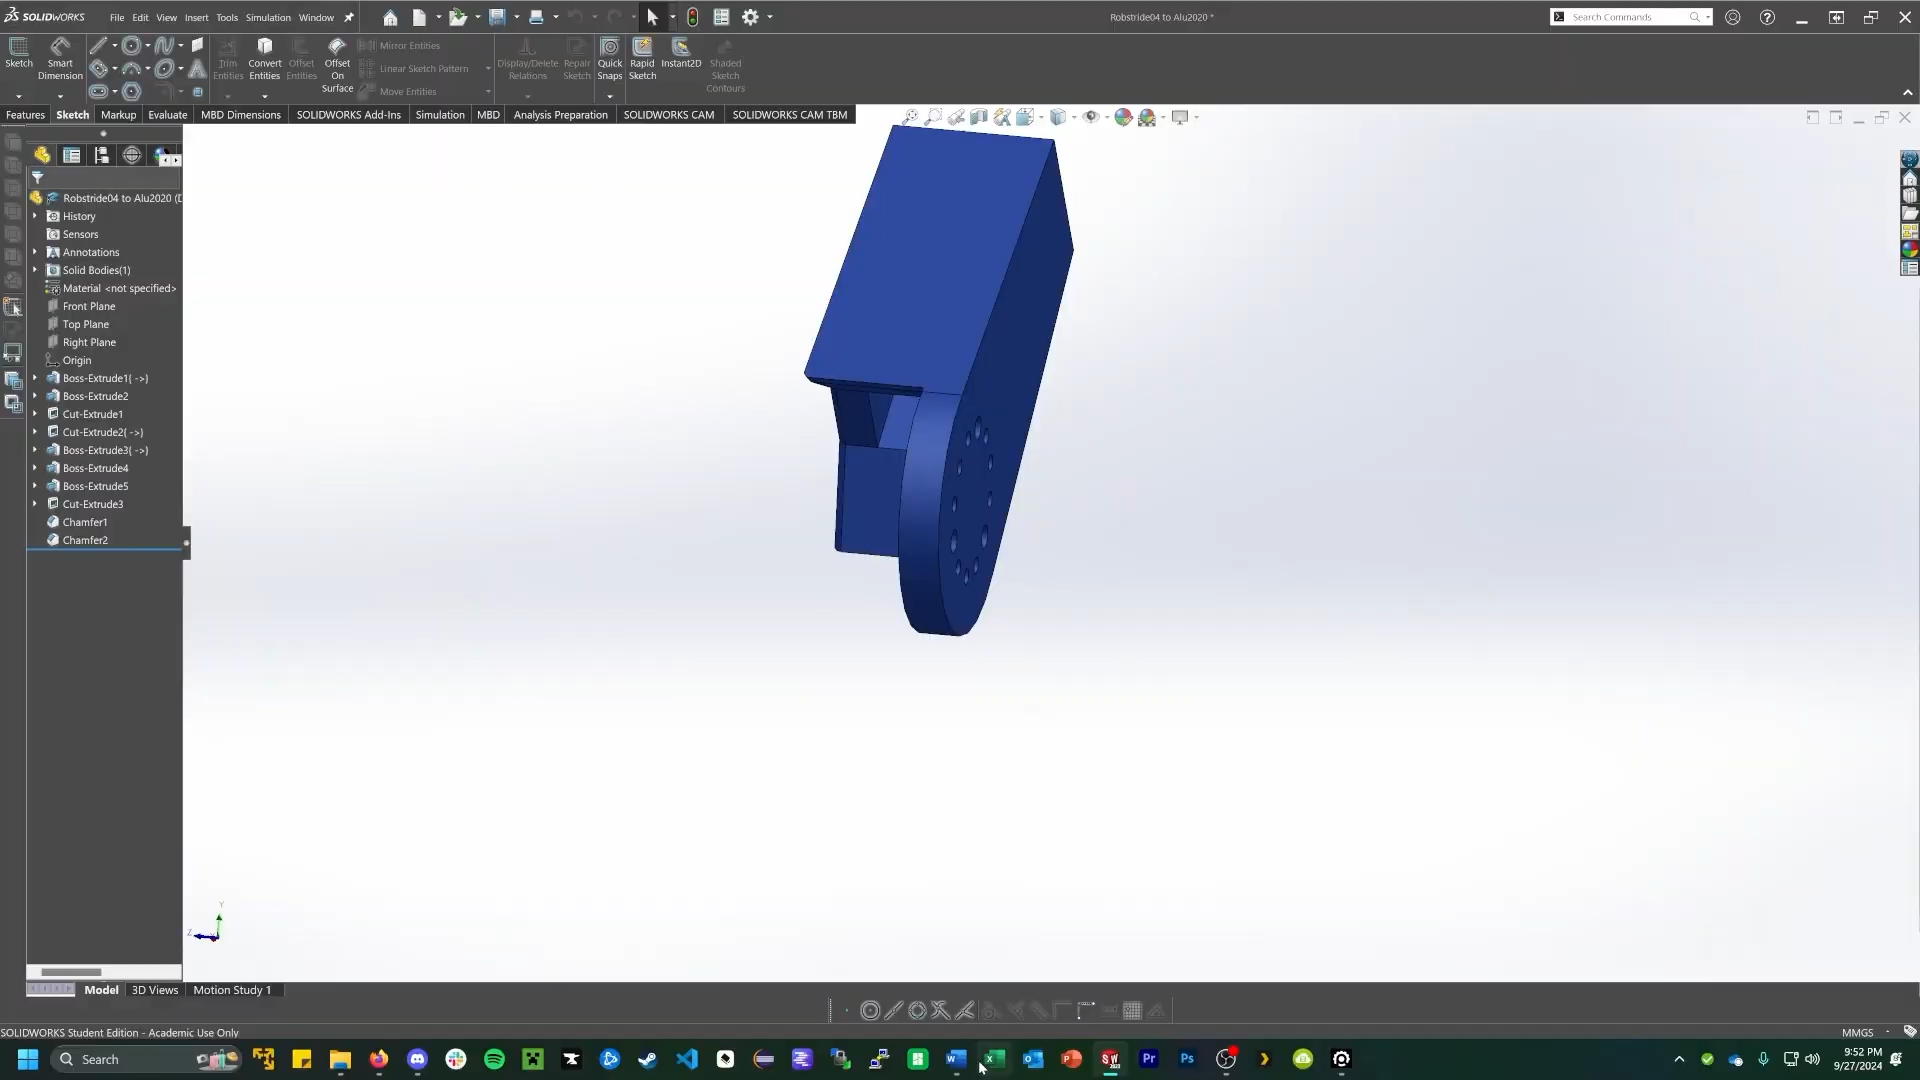 SOLIDWORKS File Edit View Insert Tools Simulation Window Robstride04 to Alu2020 * Search Commands
Sketch Smart Dimension Trim Entities Convert Entities Offset Entities Offset On Surface Mirror Entities Linear Sketch Pattern Move Entities Display/Delete Relations Repair Sketch Quick Snaps Rapid Sketch Instant2D Shaded Sketch Contours
Features Sketch Markup Evaluate MBD Dimensions SOLIDWORKS Add-Ins Simulation MBD Analysis Preparation SOLIDWORKS CAM SOLIDWORKS CAM TBM
Robstride04 to Alu2020 (D
History
Sensors
Annotations
Solid Bodies(1)
Material <not specified>
Front Plane
Top Plane
Right Plane
Origin
Boss-Extrude1( ->)
Boss-Extrude2
Cut-Extrude1
Cut-Extrude2( ->)
Boss-Extrude3( ->)
Boss-Extrude4
Boss-Extrude5
Cut-Extrude3
Chamfer1
Chamfer2
Y
Z
Model 3D Views Motion Study 1
SOLIDWORKS Student Edition - Academic Use Only MMGS
Search 9:52 PM
9/27/2024